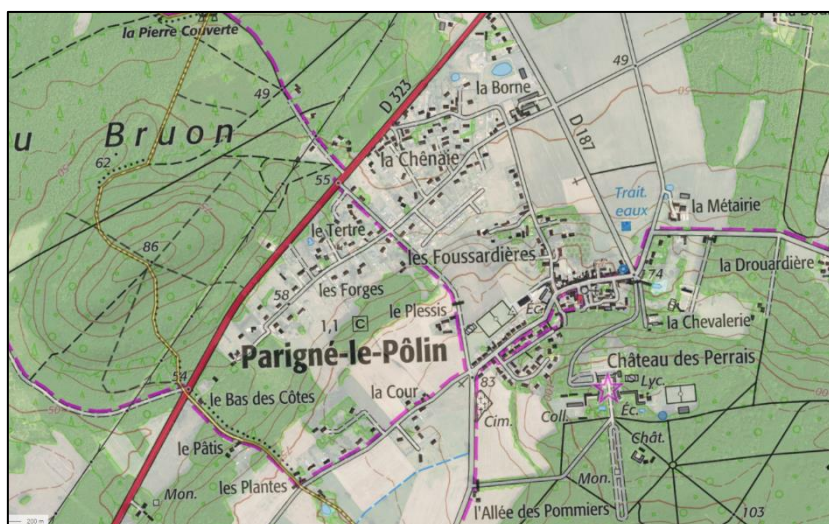 la Pierre Couverte
49
D 323
la Borne
49
u Bruon
D 187
62
la Chênaie
50
55
Trait.
eaux
la Métairie
le Tertre
86
les Foussardières
74
la Drouardière
58
les Forges
le Plessis
Éc.
la Chevalerie
1,1 C
Parigné-le-Pôlin
Château des Perrais
54
la Cour
83
Lyc.
le Bas des Côtes
Cim.
Coll.
Éc.
le Pâtis
Chât.
les Plantes
Mon.
Mon.
l'Allée des Pommiers
103
200 m